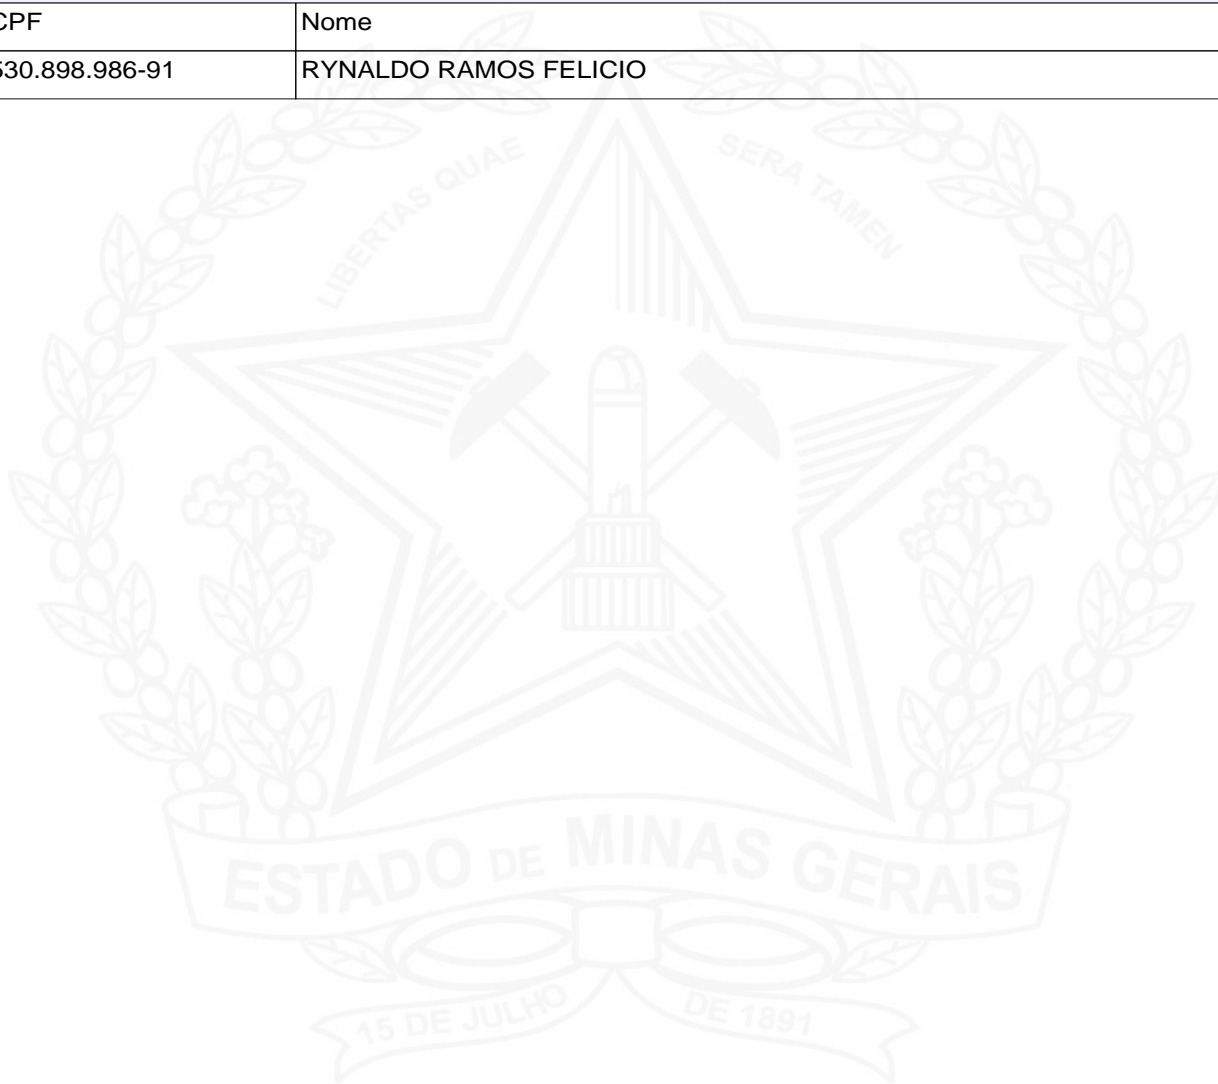 CPF Nome
530.898.986-91 RYNALDO RAMOS FELICIO
LIBERTAS QUAE SERA TAMEN
ESTADO DE MINAS GERAIS
15 DE JULHO DE 1891